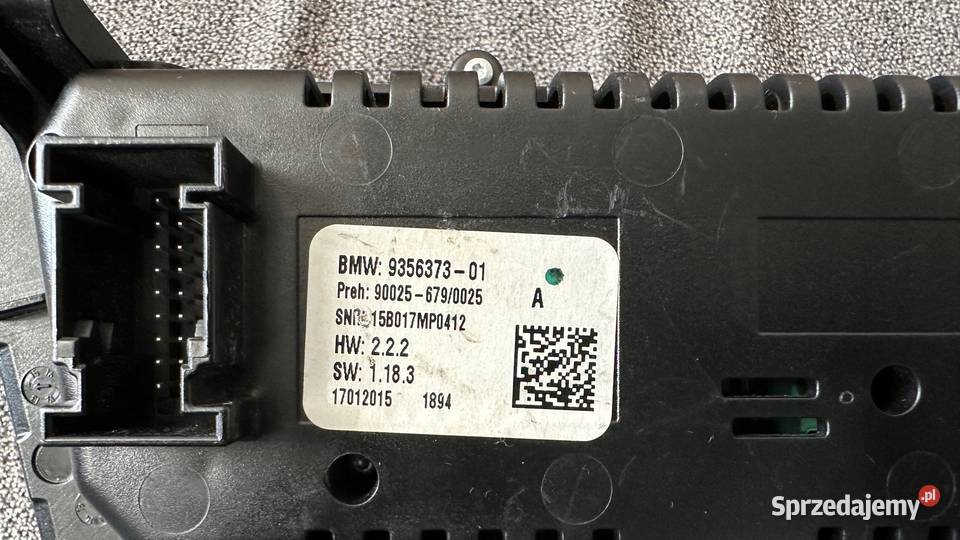 BMW: 9356373-01
Preh: 90025-679/0025
A
15B017MP0412
HW: 2.2.2
SW: 1.18.3
17012015 1894
Sprzedajemy.pl